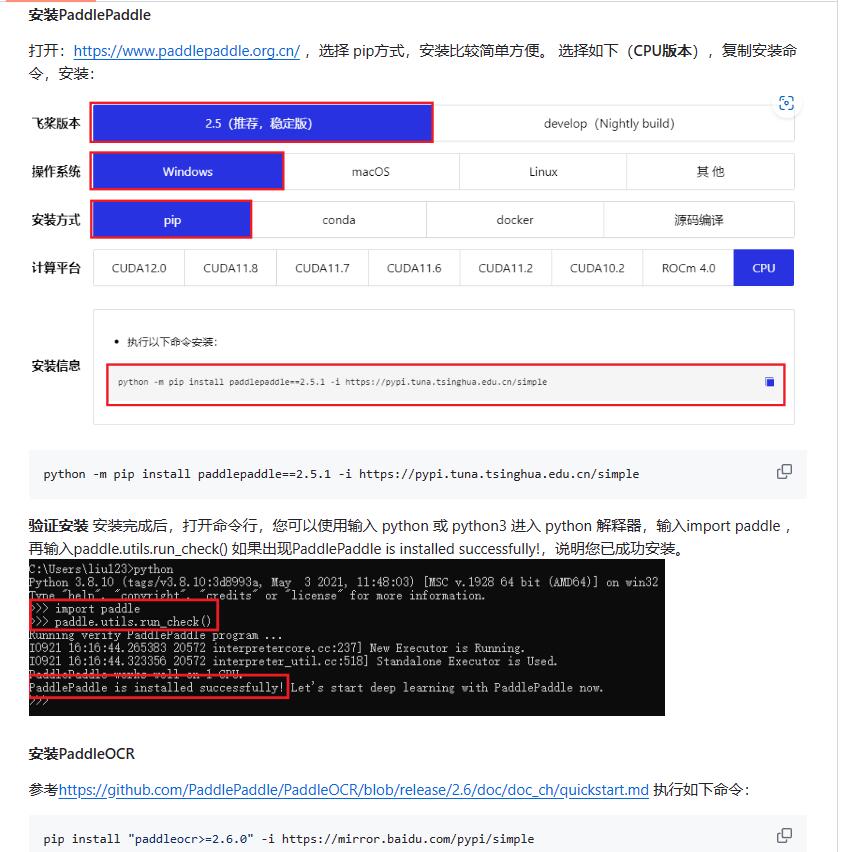 安装PaddlePaddle
打开：https://www.paddlepaddle.org.cn/ ，选择 pip方式，安装比较简单方便。 选择如下（CPU版本），复制安装命
令，安装：
飞桨版本 2.5（推荐，稳定版） develop（Nightly build）
操作系统 Windows macOS Linux 其 他
安装方式 pip conda docker 源码编译
计算平台 CUDA12.0 CUDA11.8 CUDA11.7 CUDA11.6 CUDA11.2 CUDA10.2 ROCm 4.0 CPU
• 执行以下命令安装:
安装信息
python -m pip install paddlepaddle==2.5.1 -i https://pypi.tuna.tsinghua.edu.cn/simple
python -m pip install paddlepaddle==2.5.1 -i https://pypi.tuna.tsinghua.edu.cn/simple
验证安装 安装完成后，打开命令行，您可以使用输入 python 或 python3 进入 python 解释器，输入import paddle ，
再输入paddle.utils.run_check() 如果出现PaddlePaddle is installed successfully!，说明您已成功安装。
C:\Users\liu123>python
Python 3.8.10 (tags/v3.8.10:3d8993a, May  3 2021, 11:48:03) [MSC v.1928 64 bit (AMD64)] on win32
Type "help", "copyright", "credits" or "license" for more information.
>>> import paddle
>>> paddle.utils.run_check()
Running verify PaddlePaddle program ...
I0921 16:16:44.265383 20572 interpretercore.cc:237] New Executor is Running.
I0921 16:16:44.323356 20572 interpreter_util.cc:518] Standalone Executor is Used.
PaddlePaddle works well on 1 CPU.
PaddlePaddle is installed successfully! Let's start deep learning with PaddlePaddle now.
>>>
安装PaddleOCR
参考https://github.com/PaddlePaddle/PaddleOCR/blob/release/2.6/doc/doc_ch/quickstart.md 执行如下命令：
pip install "paddleocr>=2.6.0" -i https://mirror.baidu.com/pypi/simple